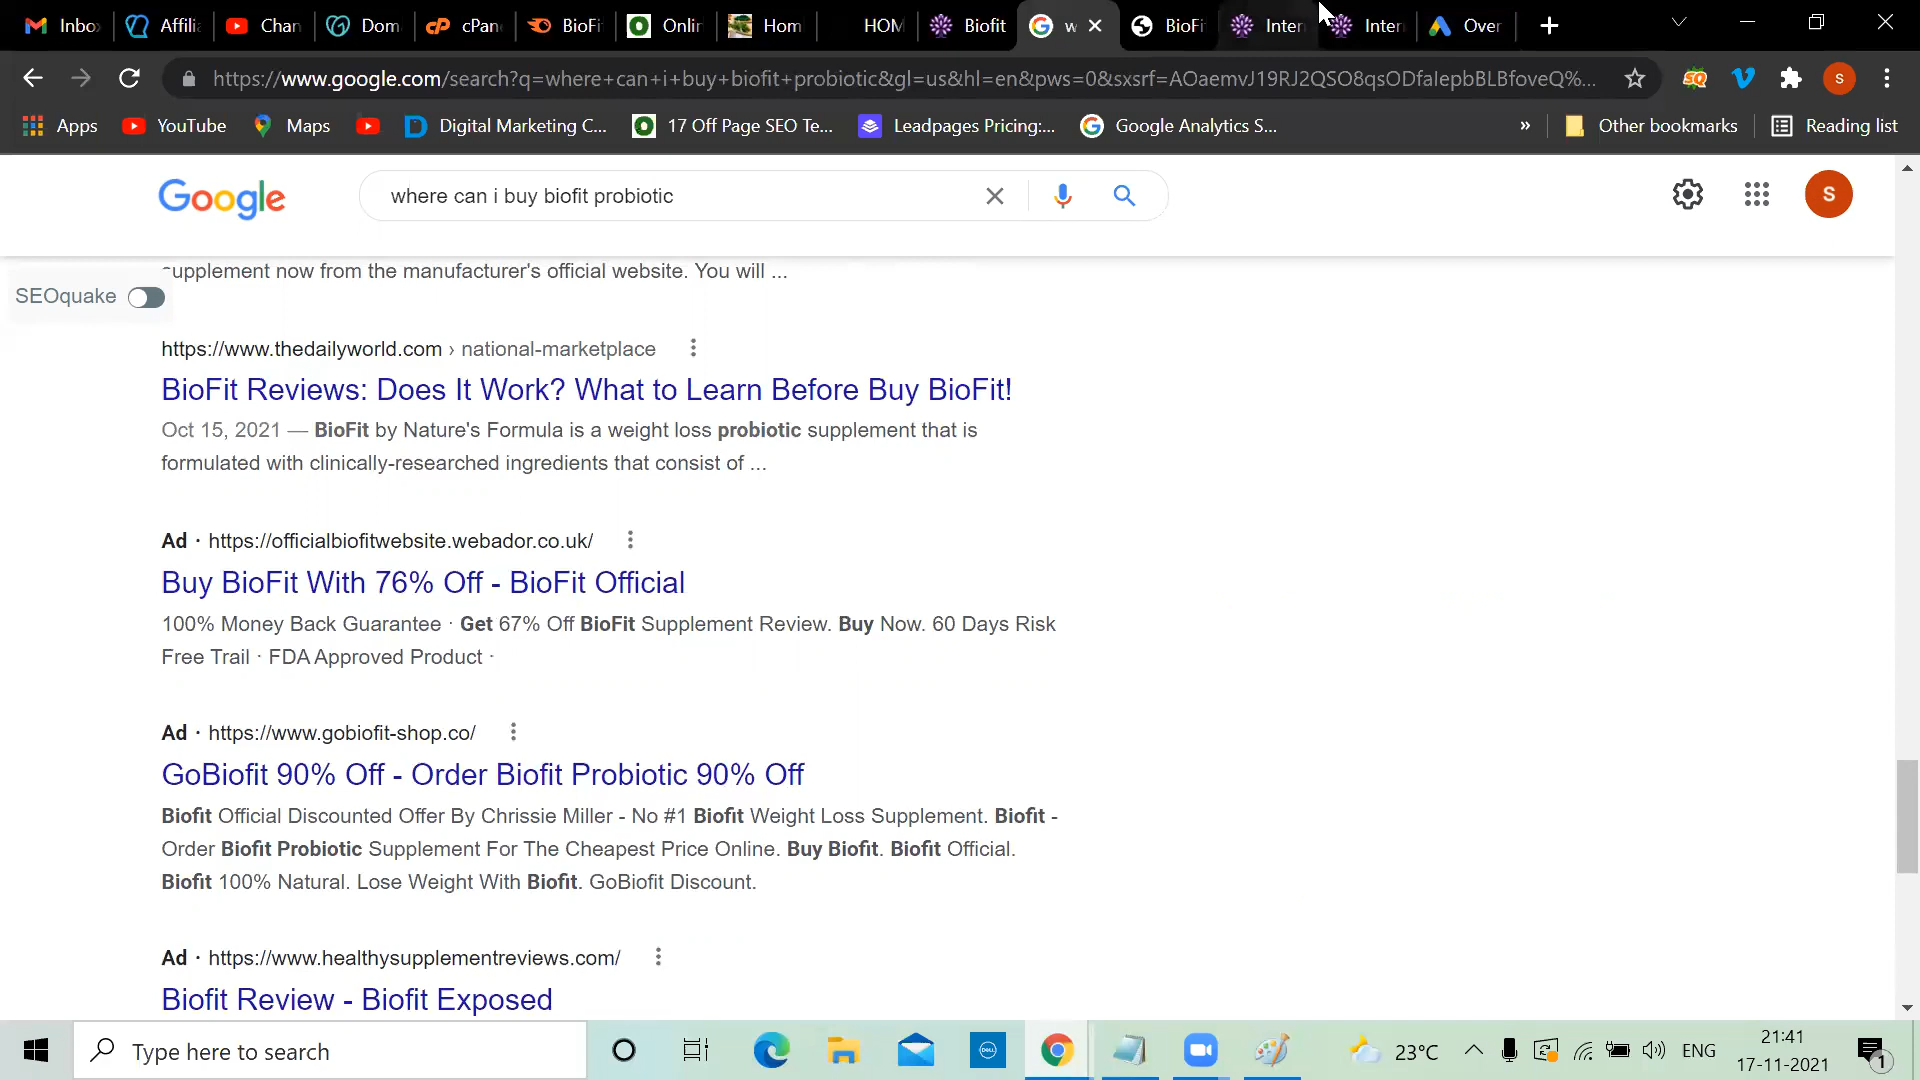 Inbo
Affilia
Chan
Dom
cPan
BioFi
Onlin
Hom
HOM
Biofit
w
BioFi
Inter
Inter
Over
https://www.google.com/search?q=where+can+i+buy+biofit+probiotic&gl=us&hl=en&pws=0&sxsrf=AOaemvJ19RJ2QSO8qsODfaIepbBLBfoveQ%...
S
Apps
YouTube
Maps
Digital Marketing C...
17 Off Page SEO Te...
Leadpages Pricing:...
Google Analytics S...
»
Other bookmarks
Reading list
Google
where can i buy biofit probiotic
S
supplement now from the manufacturer's official website. You will ...
SEOquake
https://www.thedailyworld.com › national-marketplace
BioFit Reviews: Does It Work? What to Learn Before Buy BioFit!
Oct 15, 2021 — BioFit by Nature's Formula is a weight loss probiotic supplement that is
formulated with clinically-researched ingredients that consist of ...
Ad · https://officialbiofitwebsite.webador.co.uk/
Buy BioFit With 76% Off - BioFit Official
100% Money Back Guarantee · Get 67% Off BioFit Supplement Review. Buy Now. 60 Days Risk
Free Trail · FDA Approved Product ·
Ad · https://www.gobiofit-shop.co/
GoBiofit 90% Off - Order Biofit Probiotic 90% Off
Biofit Official Discounted Offer By Chrissie Miller - No #1 Biofit Weight Loss Supplement. Biofit -
Order Biofit Probiotic Supplement For The Cheapest Price Online. Buy Biofit. Biofit Official.
Biofit 100% Natural. Lose Weight With Biofit. GoBiofit Discount.
Ad · https://www.healthysupplementreviews.com/
Biofit Review - Biofit Exposed
Type here to search
DELL
23°C
ENG
21:41
17-11-2021
1